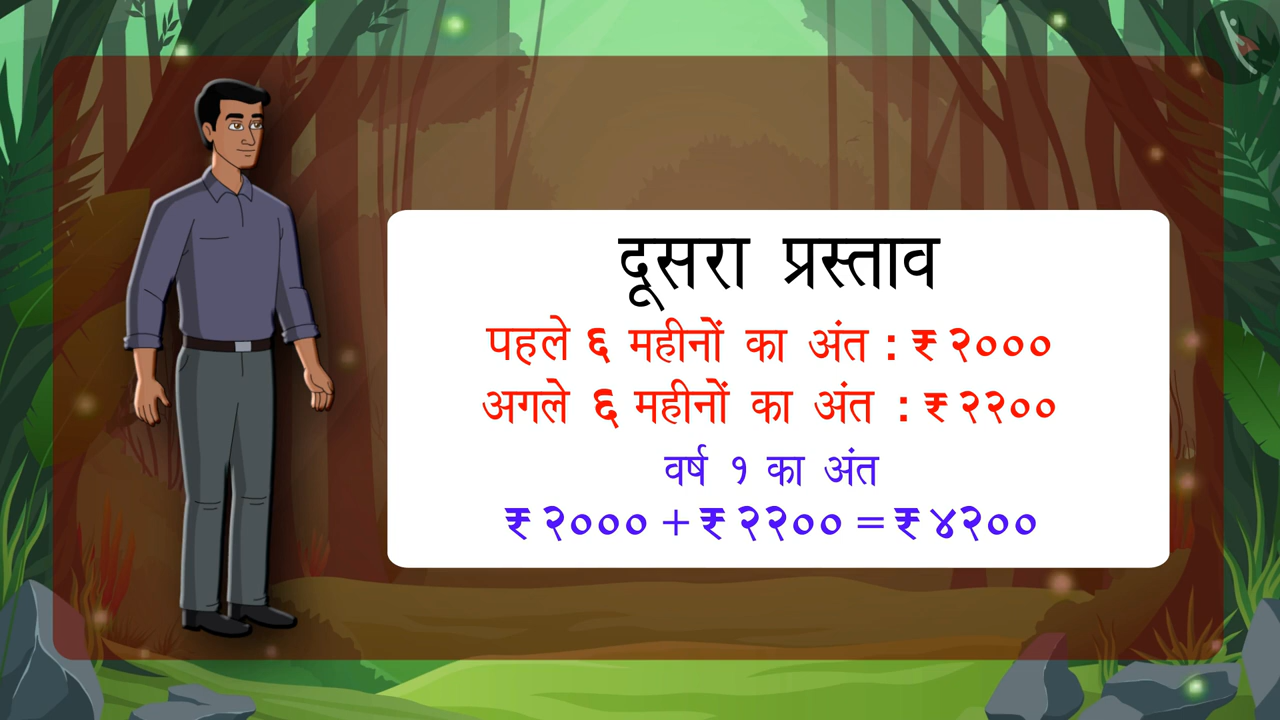 दूसरा प्रस्ताव
पहले ६ महीनों का अंत : ₹ २०००
अगले ६ महीनों का अंत : ₹ २२००
वर्ष १ का अंत
₹ २००० + ₹ २२०० = ₹ ४२००